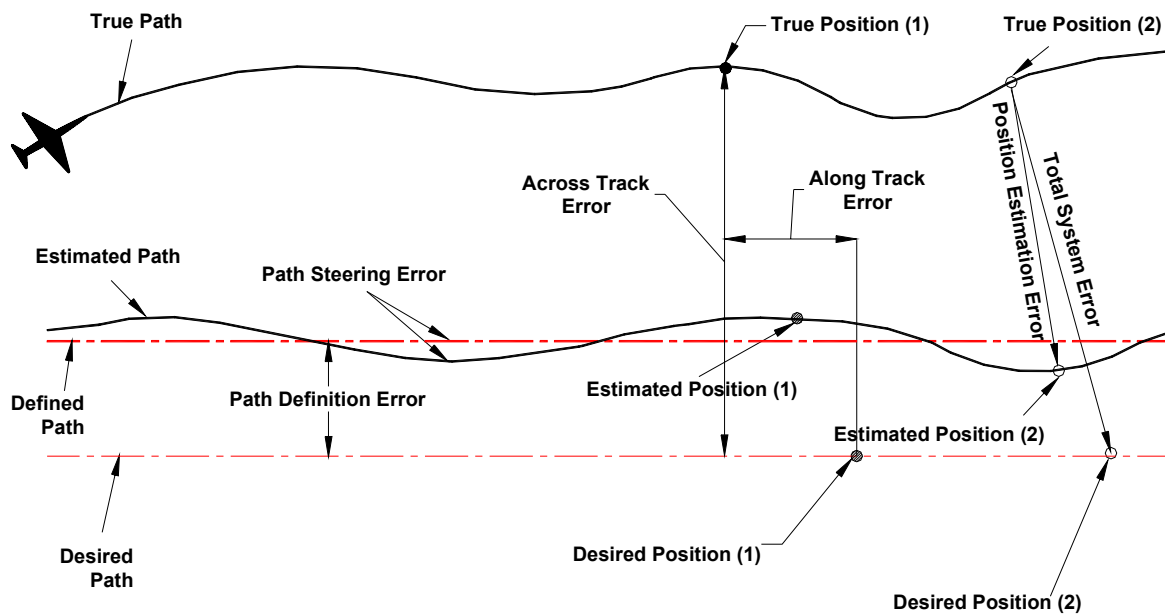 True Path
True Position (1)
True Position (2)
Across Track
Error
Along Track
Error
Position Estimation Error
Total System Error
Estimated Path
Path Steering Error
Defined
Path
Path Definition Error
Estimated Position (1)
Estimated Position (2)
Desired
Path
Desired Position (1)
Desired Position (2)